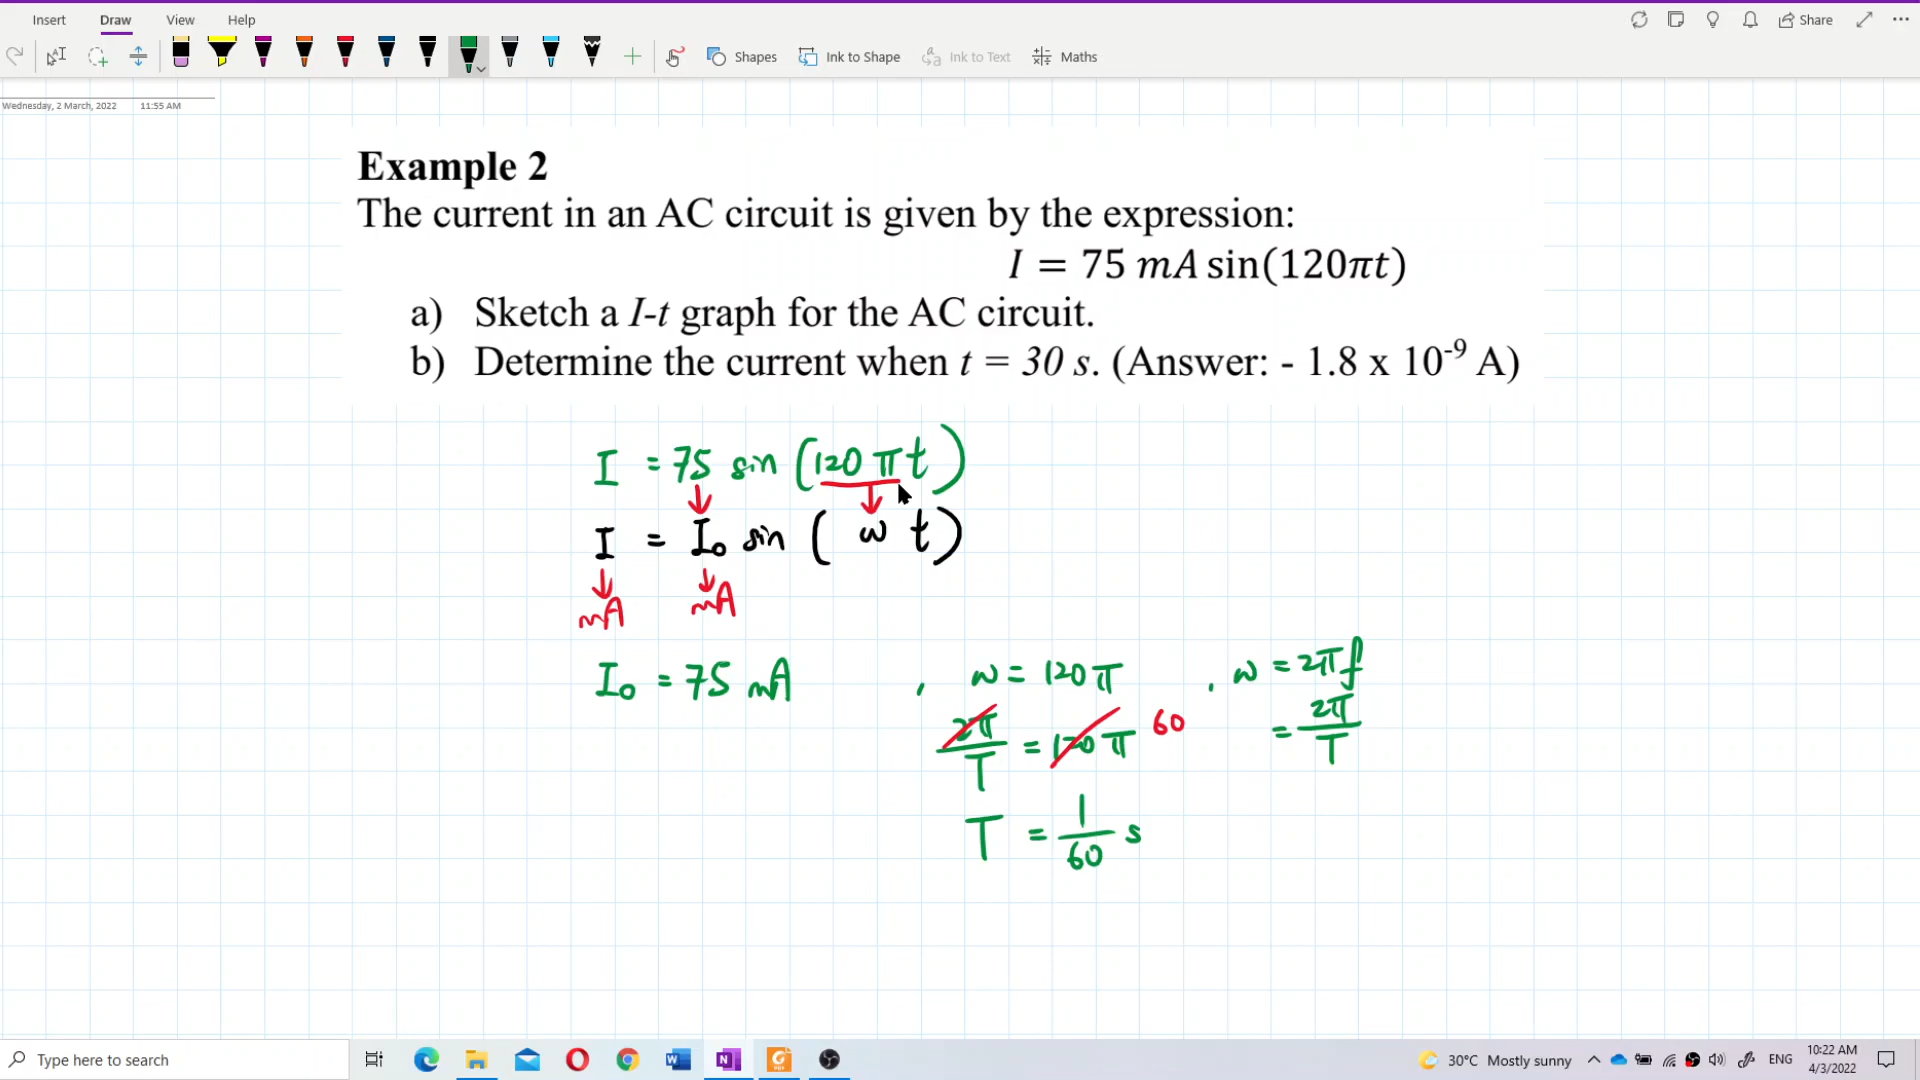 Insert Draw View Help
Share
Shapes Ink to Shape Ink to Text Maths
Wednesday, 2 March, 2022 11:55 AM
Example 2
The current in an AC circuit is given by the expression:
I = 75 mA sin(120πt)
a) Sketch a I-t graph for the AC circuit.
b) Determine the current when t = 30 s. (Answer: - 1.8 x 10⁻⁹ A)
I = 75 sin (120 π t)
I = I₀ sin ( ω t)
mA mA
I₀ = 75 mA , ω = 120 π , ω = 2πf
2π/T = 120 π 60 = 2π/T
T = 1/60 s
Type here to search
30°C Mostly sunny
ENG
10:22 AM
4/3/2022